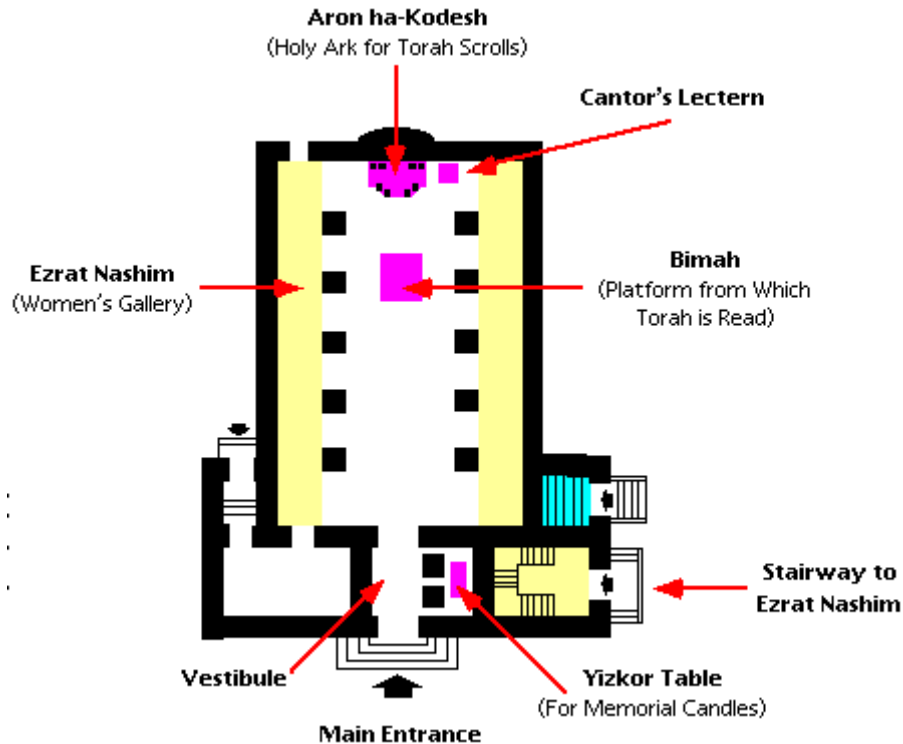 Aron ha-Kodesh
(Holy Ark for Torah Scrolls)
Cantor's Lectern
Ezrat Nashim
(Women's Gallery)
Bimah
(Platform from Which
Torah is Read)
Stairway to
Ezrat Nashim
Vestibule
Yizkor Table
(For Memorial Candles)
Main Entrance